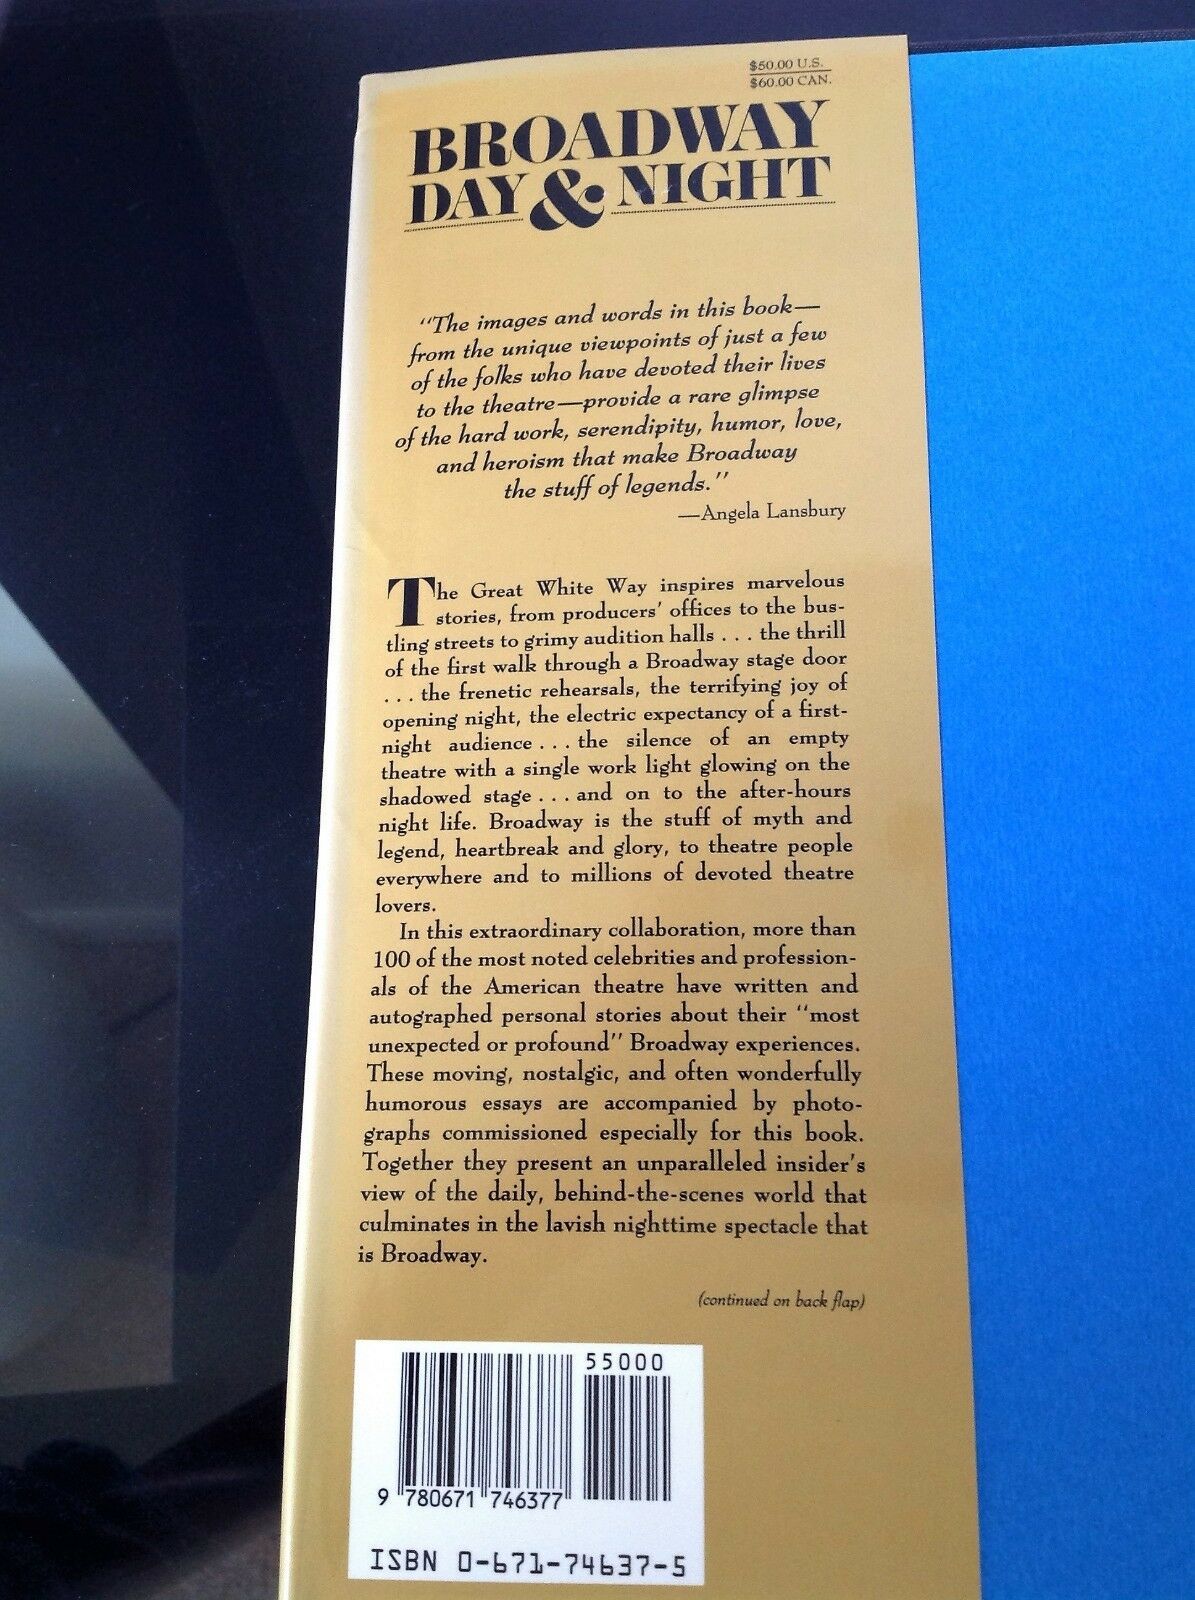 $50.00 U.S.
$60.00 CAN.
BROADWAY
DAY & NIGHT
"The images and words in this book—
from the unique viewpoints of just a few
of the folks who have devoted their lives
to the theatre—provide a rare glimpse
of the hard work, serendipity, humor, love,
and heroism that make Broadway
the stuff of legends."
—Angela Lansbury
The Great White Way inspires marvelous
stories, from producers' offices to the bus-
tling streets to grimy audition halls . . . the thrill
of the first walk through a Broadway stage door
. . . the frenetic rehearsals, the terrifying joy of
opening night, the electric expectancy of a first-
night audience . . . the silence of an empty
theatre with a single work light glowing on the
shadowed stage . . . and on to the after-hours
night life. Broadway is the stuff of myth and
legend, heartbreak and glory, to theatre people
everywhere and to millions of devoted theatre
lovers.
In this extraordinary collaboration, more than
100 of the most noted celebrities and profession-
als of the American theatre have written and
autographed personal stories about their "most
unexpected or profound" Broadway experiences.
These moving, nostalgic, and often wonderfully
humorous essays are accompanied by photo-
graphs commissioned especially for this book.
Together they present an unparalleled insider's
view of the daily, behind-the-scenes world that
culminates in the lavish nighttime spectacle that
is Broadway.
(continued on back flap)
55000
9 780671 746377
ISBN 0-671-74637-5